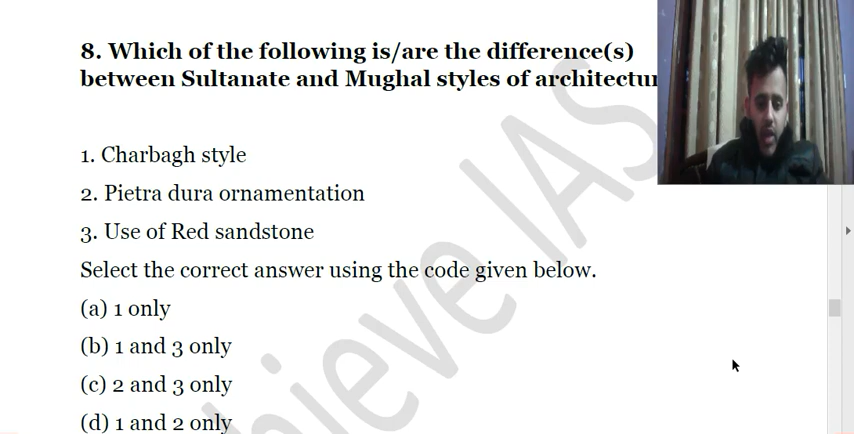 8. Which of the following is/are the difference(s)
between Sultanate and Mughal styles of
1. Charbagh style
2. Pietra dura ornamentation
3. Use of Red sandstone
Select the correct answer using the code given below.
(a) 1 only
(b) 1 and 3 only
(c) 2 and 3 only
(d) 1 and 2 only
IAS